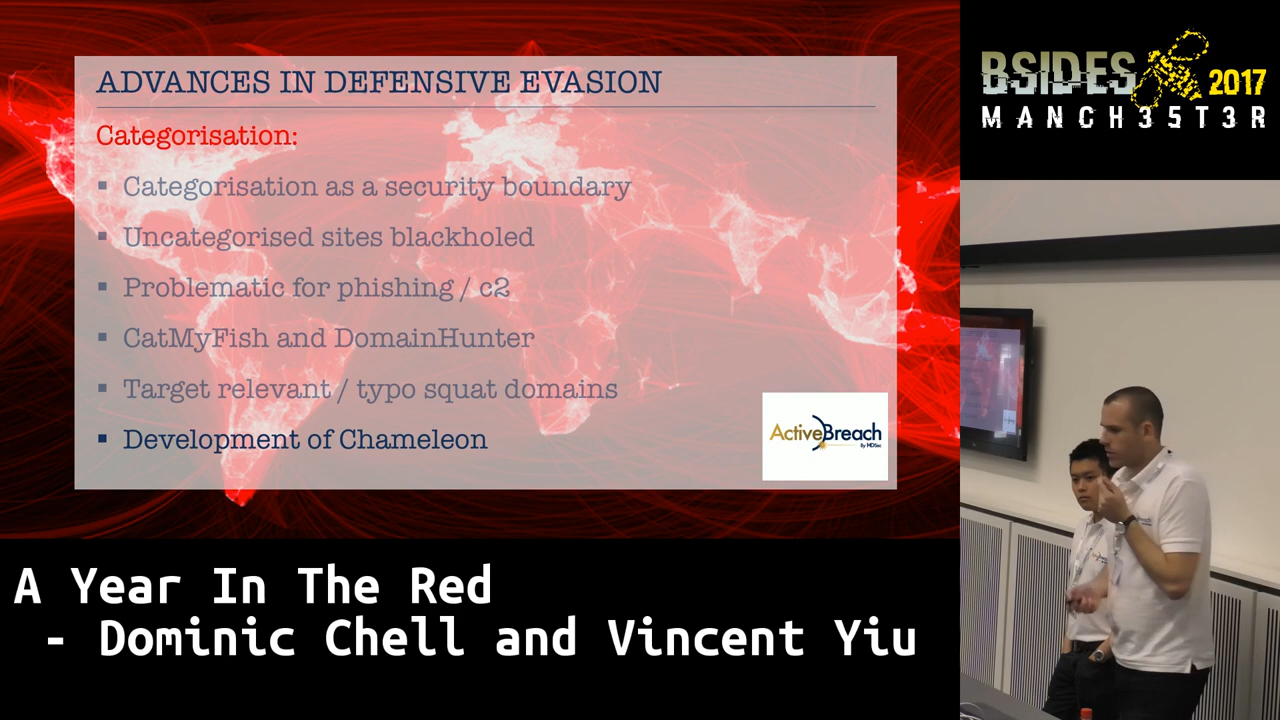 ADVANCES IN DEFENSIVE EVASION
Categorisation:
▪ Categorisation as a security boundary
▪ Uncategorised sites blackholed
▪ Problematic for phishing / c2
▪ CatMyFish and DomainHunter
▪ Target relevant / typo squat domains
▪ Development of Chameleon
ActiveBreach
By MDSec
BSIDES 2017
MANCH35T3R
A Year In The Red
- Dominic Chell and Vincent Yiu